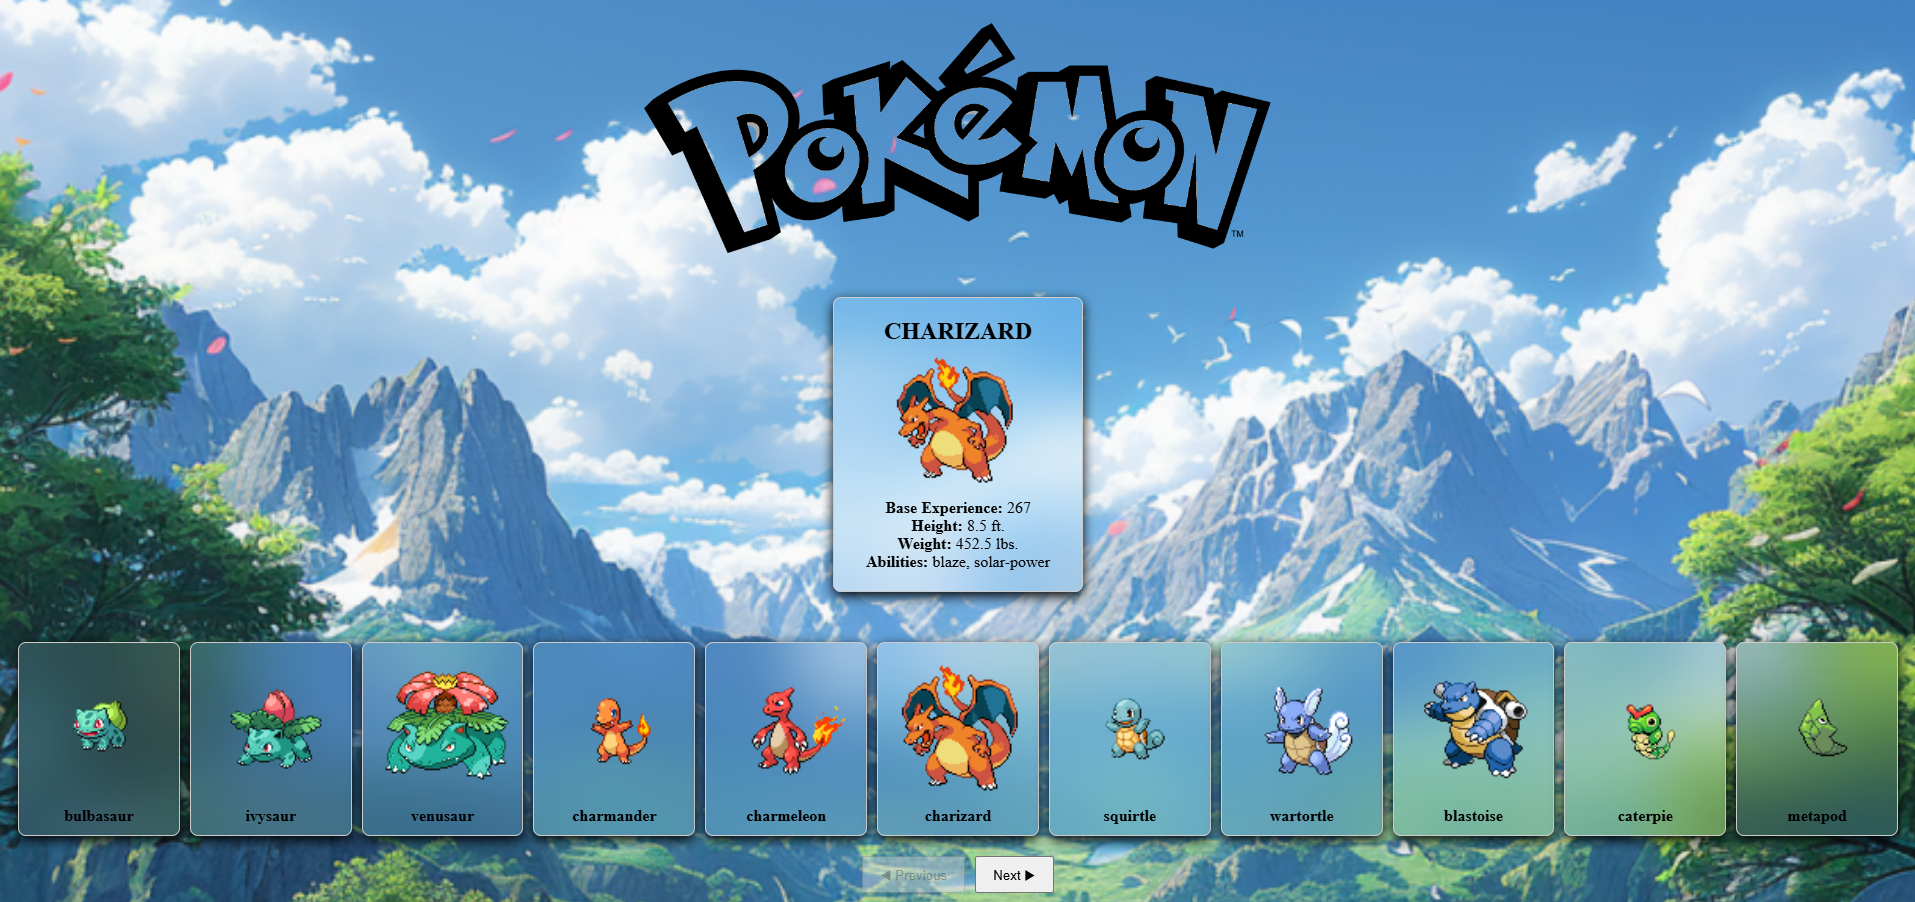 POKéMON
TM
CHARIZARD
Base Experience: 267
Height: 8.5 ft.
Weight: 452.5 lbs.
Abilities: blaze, solar-power
bulbasaur
ivysaur
venusaur
charmander
charmeleon
charizard
squirtle
wartortle
blastoise
caterpie
metapod
◀ Previous
Next ▶